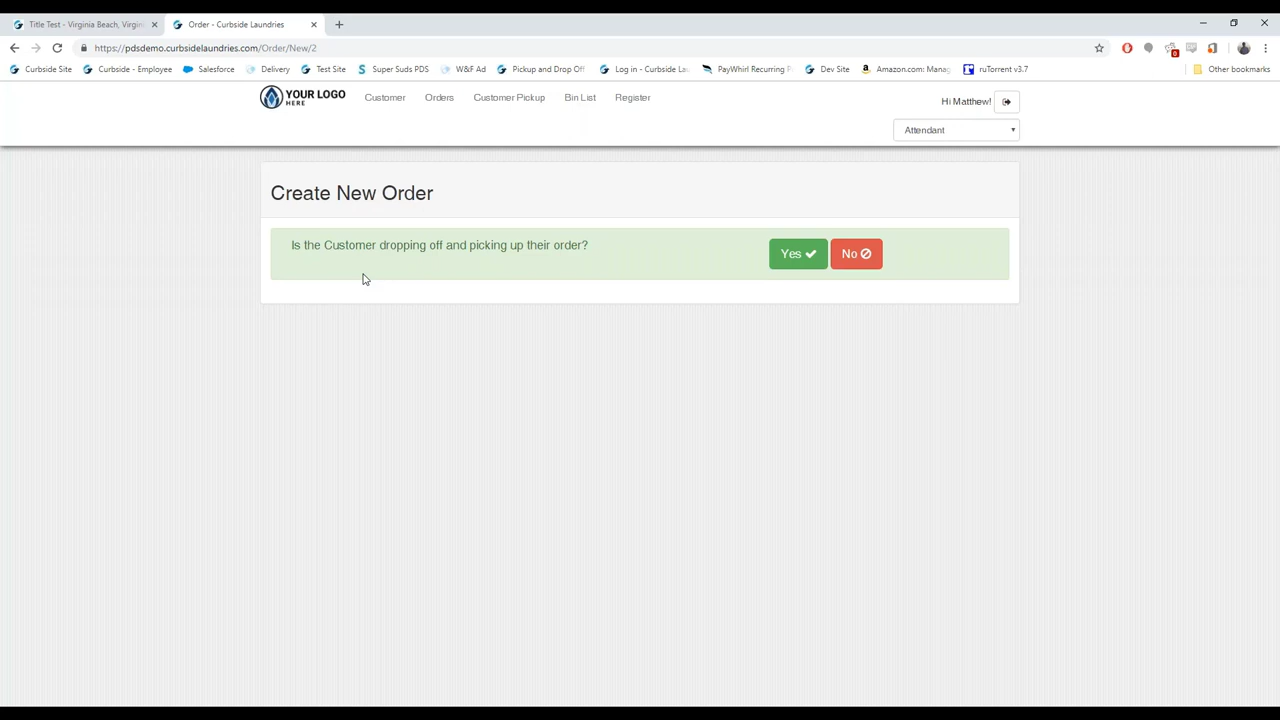 Title Test - Virginia Beach, Virgini
Order - Curbside Laundries
https://pdsdemo.curbsidelaundries.com/Order/New/2
Curbside Site
Curbside - Employee
Salesforce
Delivery
Test Site
Super Suds PDS
W&F Ad
Pickup and Drop Off
Log in - Curbside La
PayWhirl Recurring P
Dev Site
Amazon.com: Manag
ruTorrent v3.7
Other bookmarks
YOUR LOGO
HERE
Customer
Orders
Customer Pickup
Bin List
Register
Hi Matthew!
Attendant
Create New Order
Is the Customer dropping off and picking up their order?
Yes
No